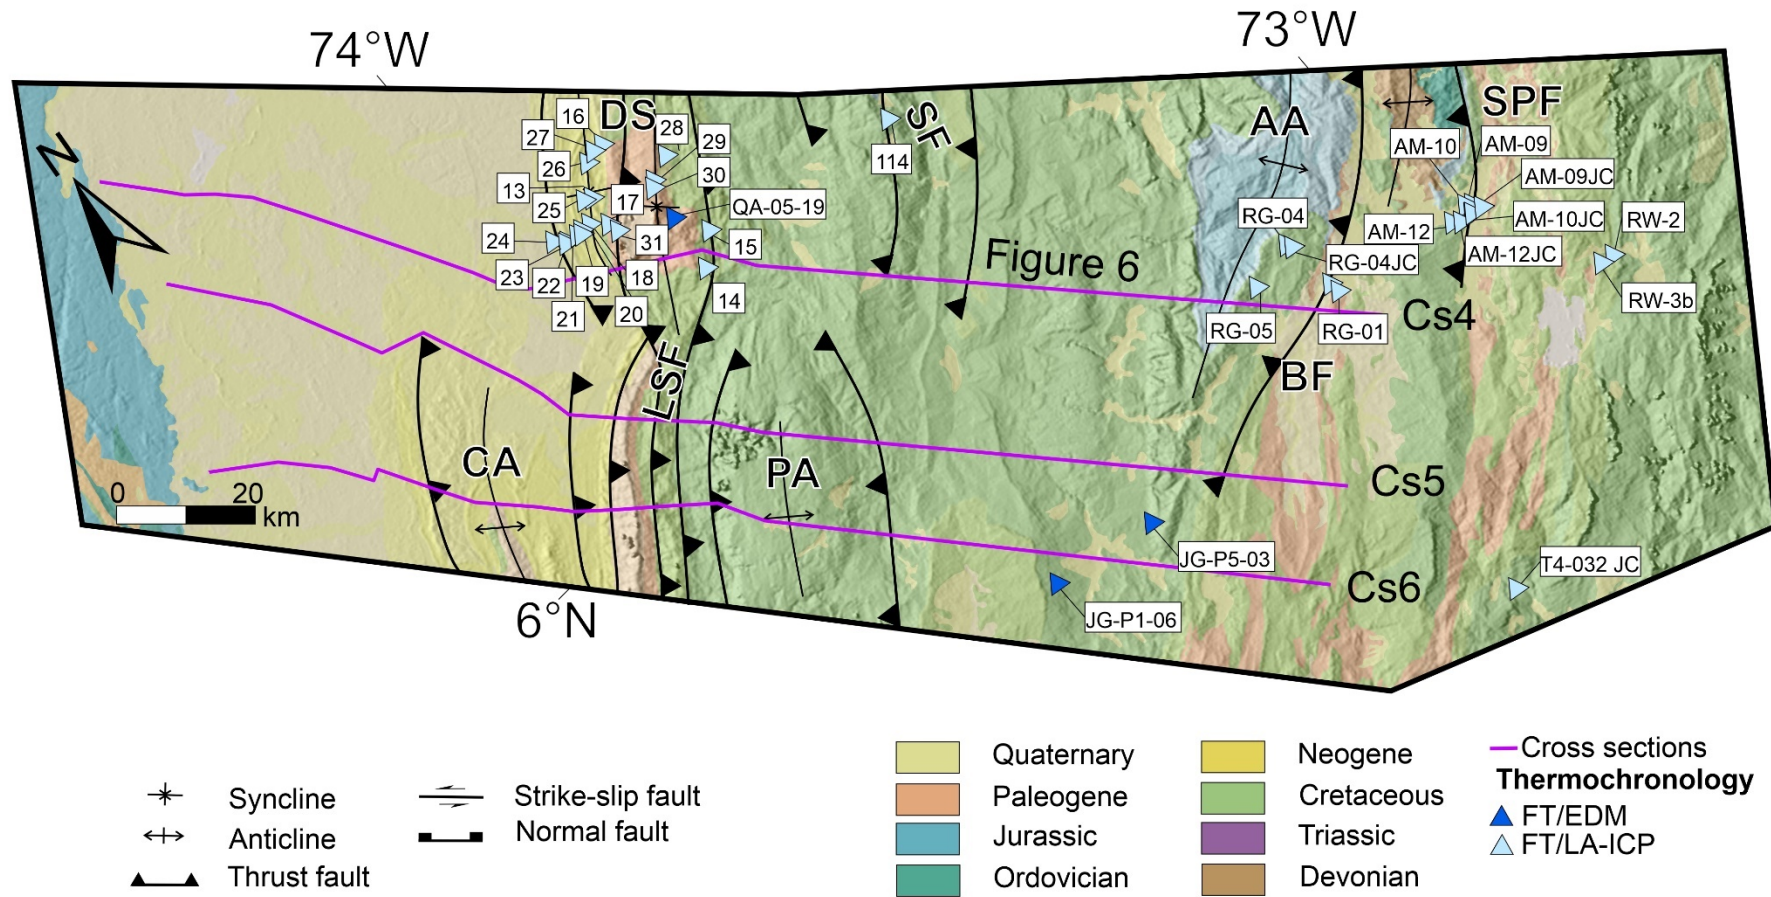 74°W
73°W
N
16
DS
28
SF
AA
SPF
27
29
AM-10
AM-09
26
114
30
AM-09JC
13
17
QA-05-19
25
RG-04
AM-12
AM-10JC
RW-2
24
31
15
RG-04JC
AM-12JC
23
22
19
18
14
Figure 6
RW-3b
21
20
RG-05
RG-01
Cs4
LSF
BF
CA
PA
Cs5
0 20
km
JG-P5-03
T4-032 JC
Cs6
6°N
JG-P1-06
Syncline
Anticline
Thrust fault
Strike-slip fault
Normal fault
Quaternary
Paleogene
Jurassic
Ordovician
Neogene
Cretaceous
Triassic
Devonian
Cross sections
Thermochronology
FT/EDM
FT/LA-ICP